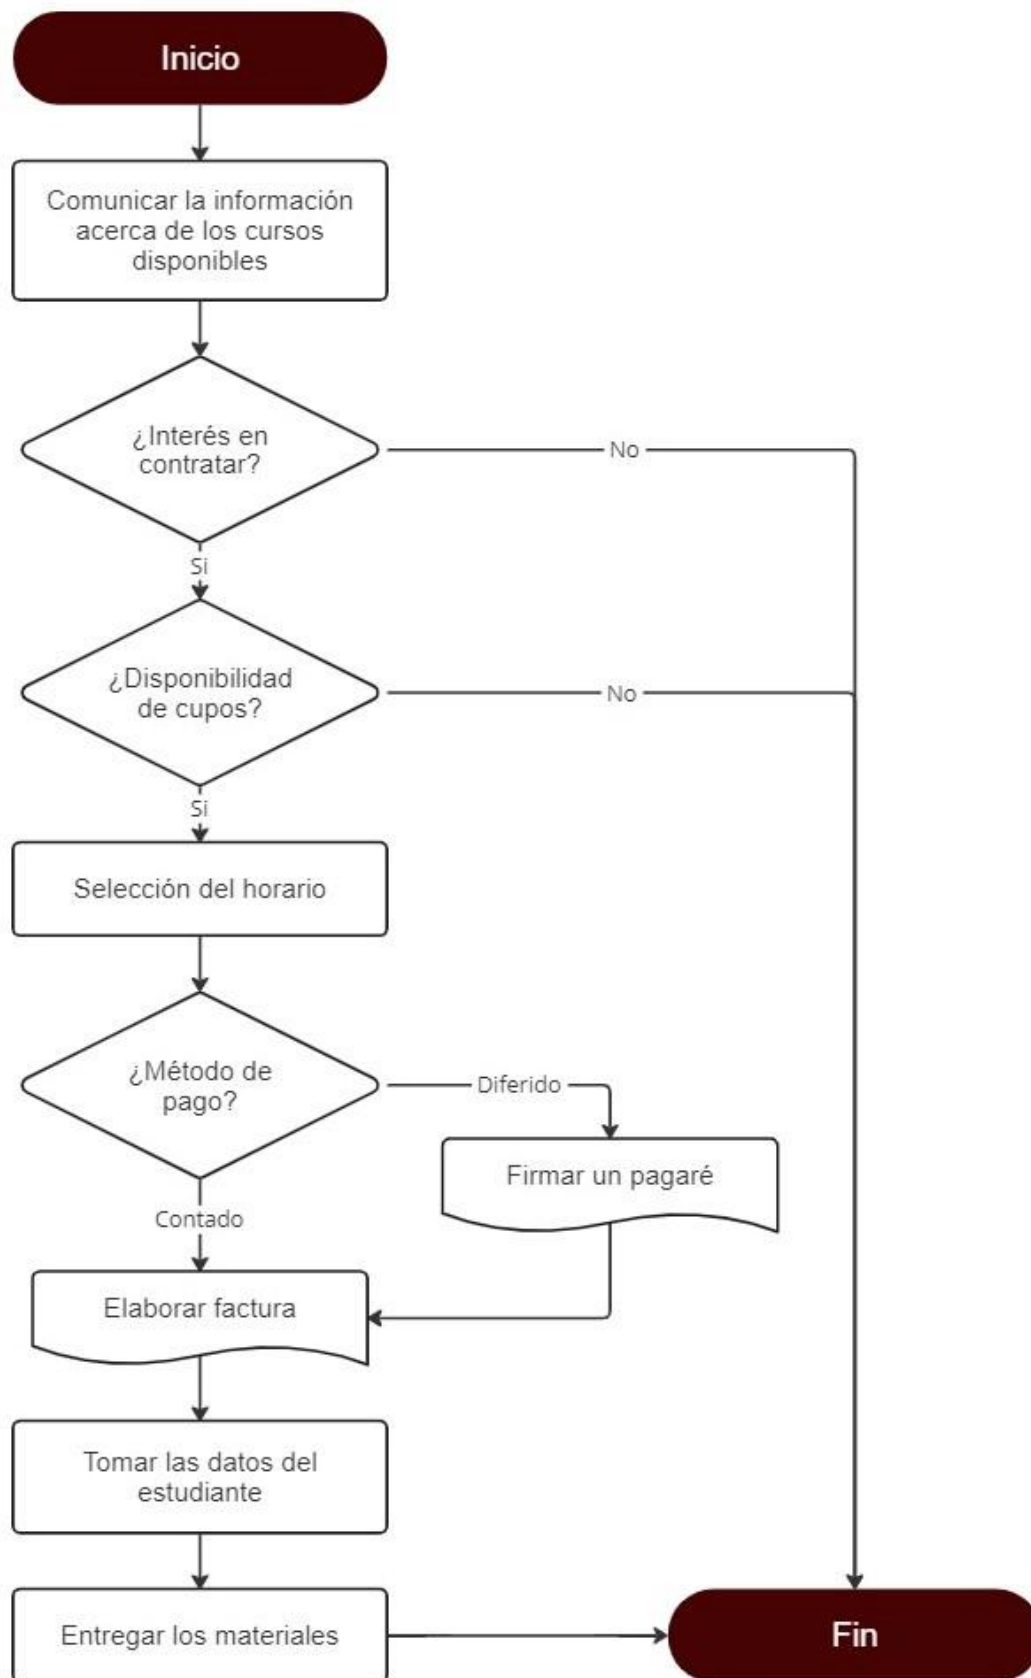 Inicio
Comunicar la información
acerca de los cursos
disponibles
¿Interés en
contratar?
No
Si
¿Disponibilidad
de cupos?
No
Si
Selección del horario
¿Método de
pago?
Diferido
Firmar un pagaré
Contado
Elaborar factura
Tomar las datos del
estudiante
Entregar los materiales
Fin